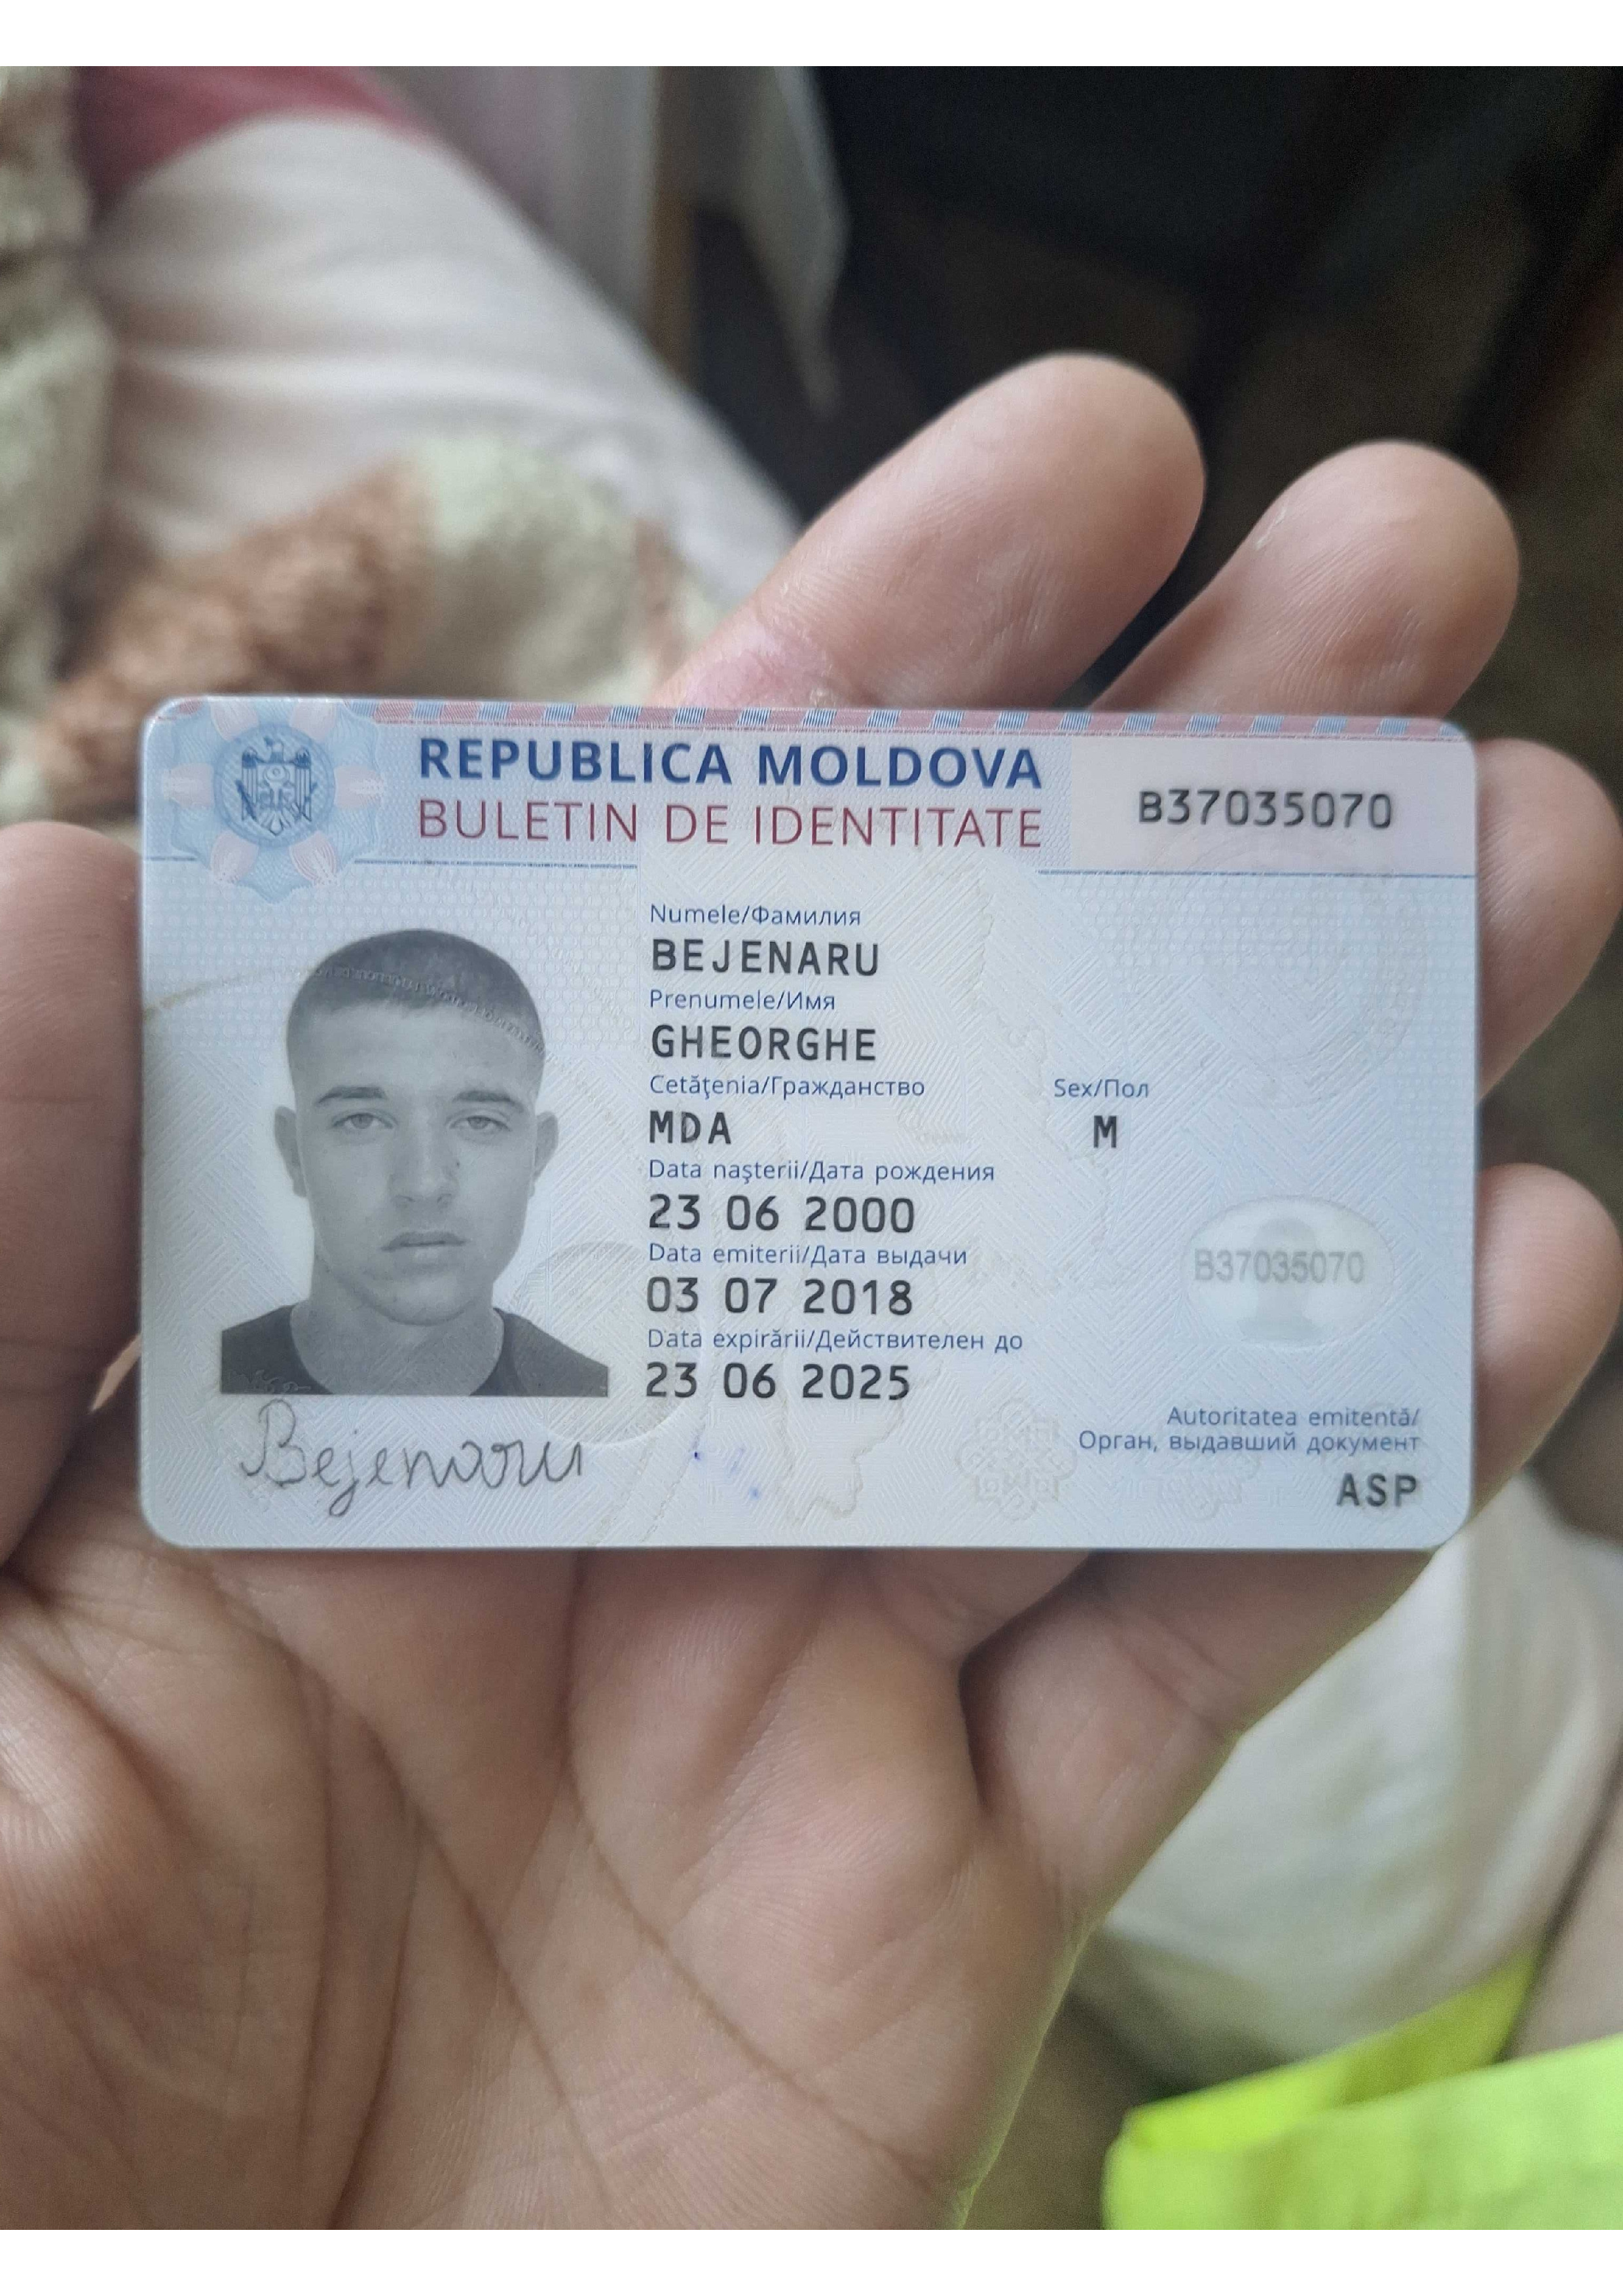 REPUBLICA MOLDOVA
BULETIN DE IDENTITATE
B37035070
Numele/Фамилия
BEJENARU
Prenumele/Имя
GHEORGHE
Cetăţenia/Гражданство
MDA
Sex/Пол
M
Data naşterii/Дата рождения
23 06 2000
Data emiterii/Дата выдачи
03 07 2018
Data expirării/Действителен до
23 06 2025
B37035070
Autoritatea emitentă/
Орган, выдавший документ
ASP
Bejenaru